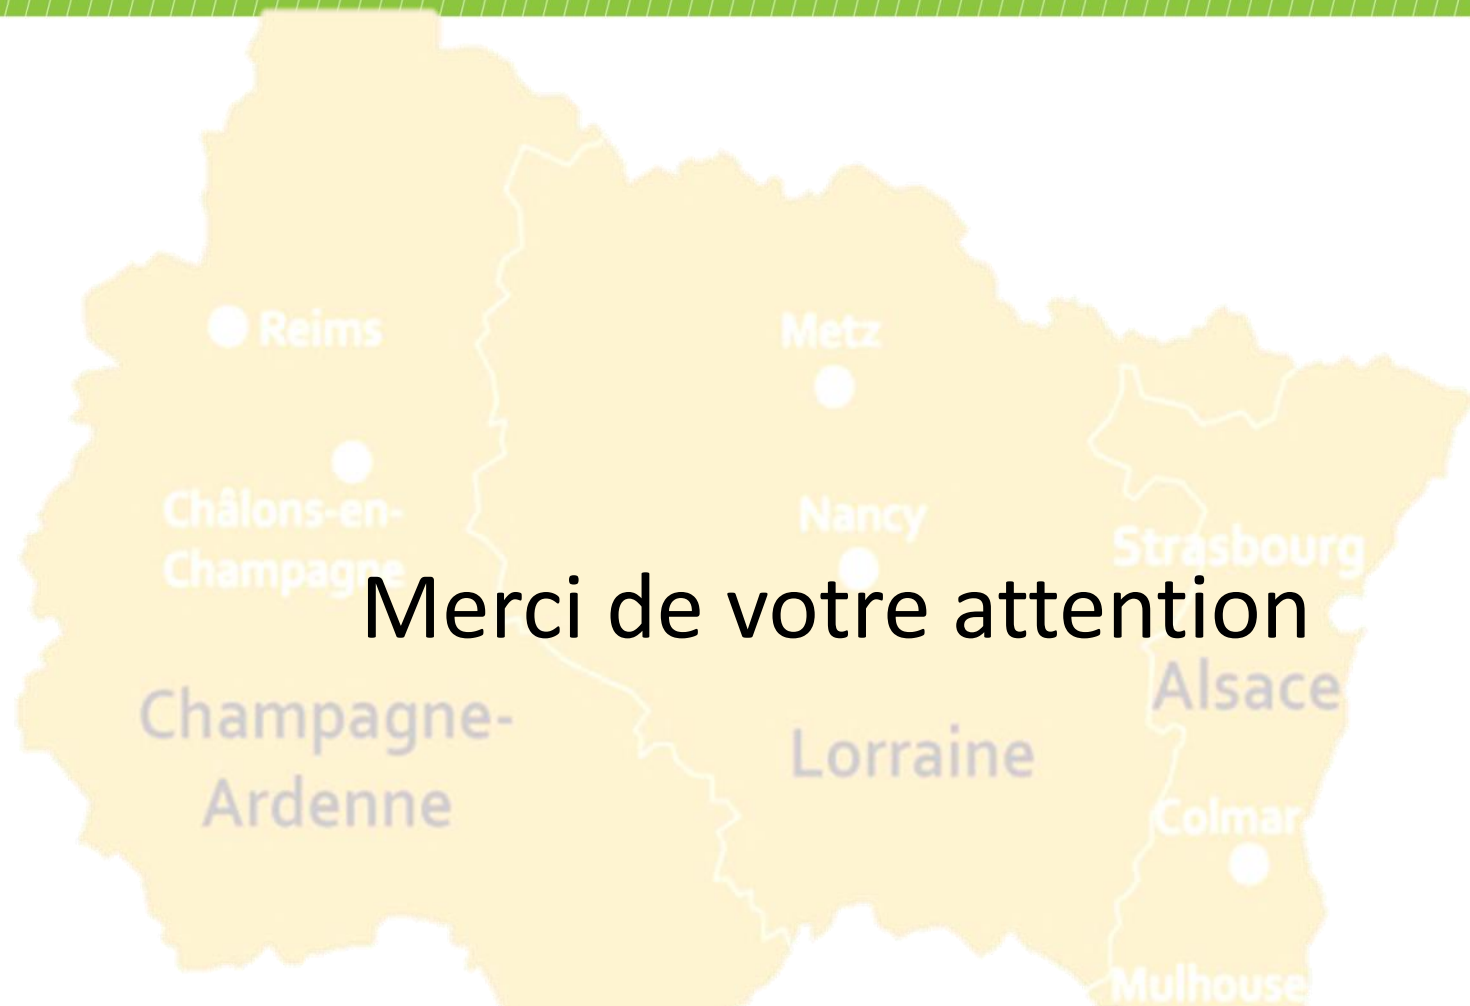 Reims
Metz
Châlons-en-
Champagne
Nancy
Strasbourg
Merci de votre attention
Alsace
Champagne-
Ardenne
Lorraine
Colmar
Mulhouse